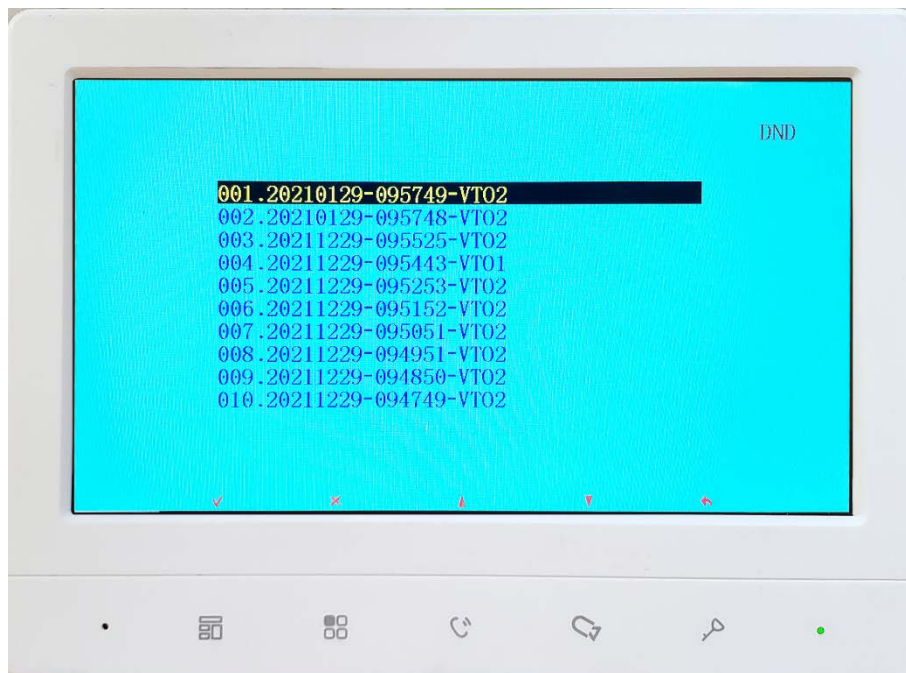 DND
001.20210129-095749-VTO2
002.20210129-095748-VTO2
003.20211229-095525-VTO2
004.20211229-095443-VTO1
005.20211229-095253-VTO2
006.20211229-095152-VTO2
007.20211229-095051-VTO2
008.20211229-094951-VTO2
009.20211229-094850-VTO2
010.20211229-094749-VTO2